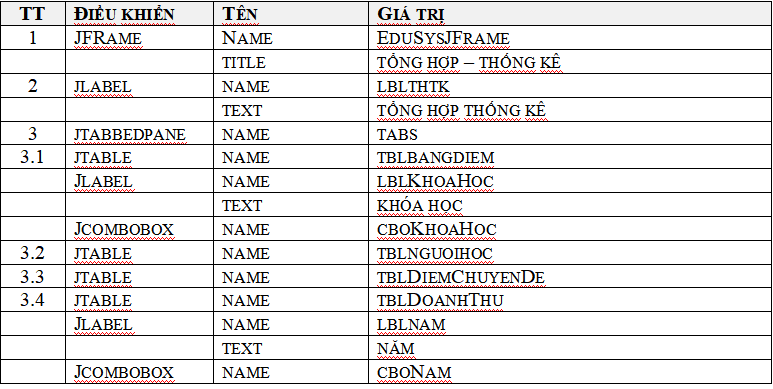 TT ĐIỀU KHIỂN TÊN GIÁ TRỊ
1 JFRAME NAME EDUSYSJFRAME
TITLE TỔNG HỢP – THỐNG KÊ
2 JLABEL NAME LBLTHTK
TEXT TỔNG HỢP THỐNG KÊ
3 JTABBEDPANE NAME TABS
3.1 JTABLE NAME TBLBANGDIEM
JLABEL NAME LBLKHOAHOC
TEXT KHÓA HỌC
JCOMBOBOX NAME CBOKHOAHOC
3.2 JTABLE NAME TBLNGUOIHOC
3.3 JTABLE NAME TBLDIEMCHUYENDE
3.4 JTABLE NAME TBLDOANHTHU
JLABEL NAME LBLNAM
TEXT NĂM
JCOMBOBOX NAME CBONAM